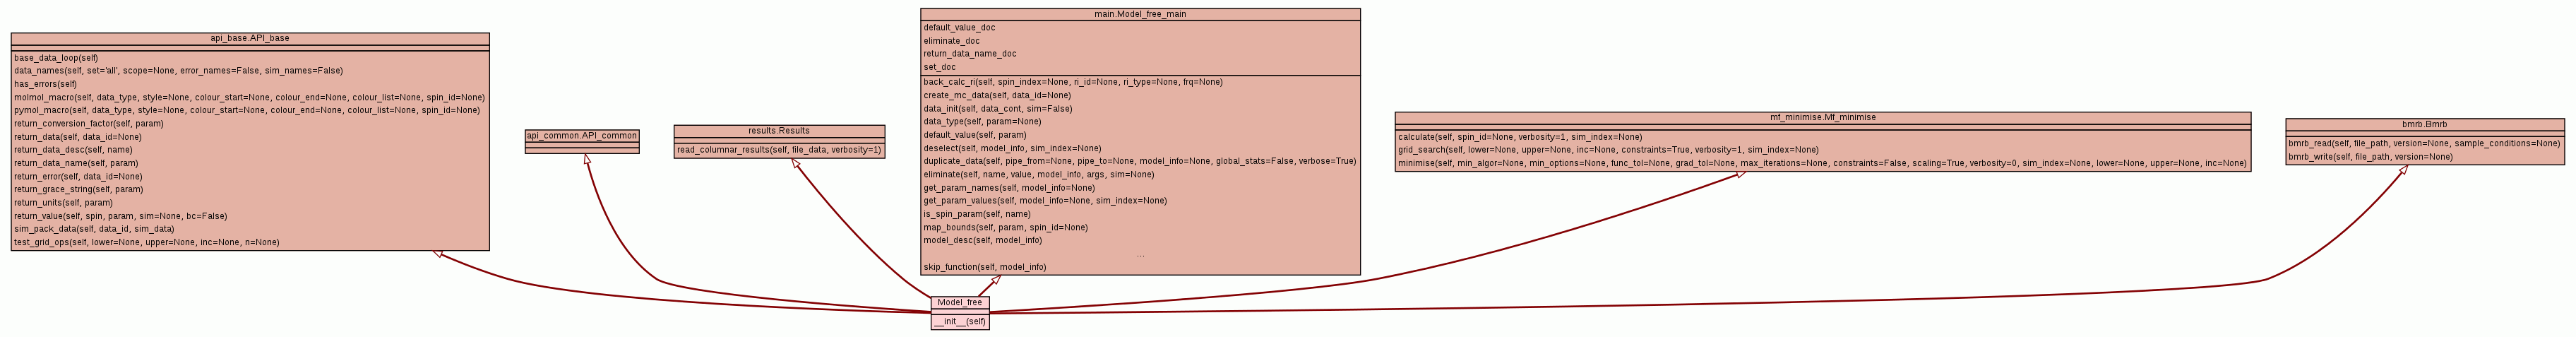 api_base.API_base
base_data_loop(self)
data_names(self, set='all', scope=None, error_names=False, sim_names=False)
has_errors(self)
molmol_macro(self, data_type, style=None, colour_start=None, colour_end=None, colour_list=None, spin_id=None)
pymol_macro(self, data_type, style=None, colour_start=None, colour_end=None, colour_list=None, spin_id=None)
return_conversion_factor(self, param)
return_data(self, data_id=None)
return_data_desc(self, name)
return_data_name(self, param)
return_error(self, data_id=None)
return_grace_string(self, param)
return_units(self, param)
return_value(self, spin, param, sim=None, bc=False)
sim_pack_data(self, data_id, sim_data)
test_grid_ops(self, lower=None, upper=None, inc=None, n=None)
api_common.API_common
results.Results
read_columnar_results(self, file_data, verbosity=1)
main.Model_free_main
default_value_doc
eliminate_doc
return_data_name_doc
set_doc
back_calc_ri(self, spin_index=None, ri_id=None, ri_type=None, frq=None)
create_mc_data(self, data_id=None)
data_init(self, data_cont, sim=False)
data_type(self, param=None)
default_value(self, param)
deselect(self, model_info, sim_index=None)
duplicate_data(self, pipe_from=None, pipe_to=None, model_info=None, global_stats=False, verbose=True)
eliminate(self, name, value, model_info, args, sim=None)
get_param_names(self, model_info=None)
get_param_values(self, model_info=None, sim_index=None)
is_spin_param(self, name)
map_bounds(self, param, spin_id=None)
model_desc(self, model_info)
...
skip_function(self, model_info)
mf_minimise.Mf_minimise
calculate(self, spin_id=None, verbosity=1, sim_index=None)
grid_search(self, lower=None, upper=None, inc=None, constraints=True, verbosity=1, sim_index=None)
minimise(self, min_algor=None, min_options=None, func_tol=None, grad_tol=None, max_iterations=None, constraints=False, scaling=True, verbosity=0, sim_index=None, lower=None, upper=None, inc=None)
bmrb.Bmrb
bmrb_read(self, file_path, version=None, sample_conditions=None)
bmrb_write(self, file_path, version=None)
Model_free
__init__(self)